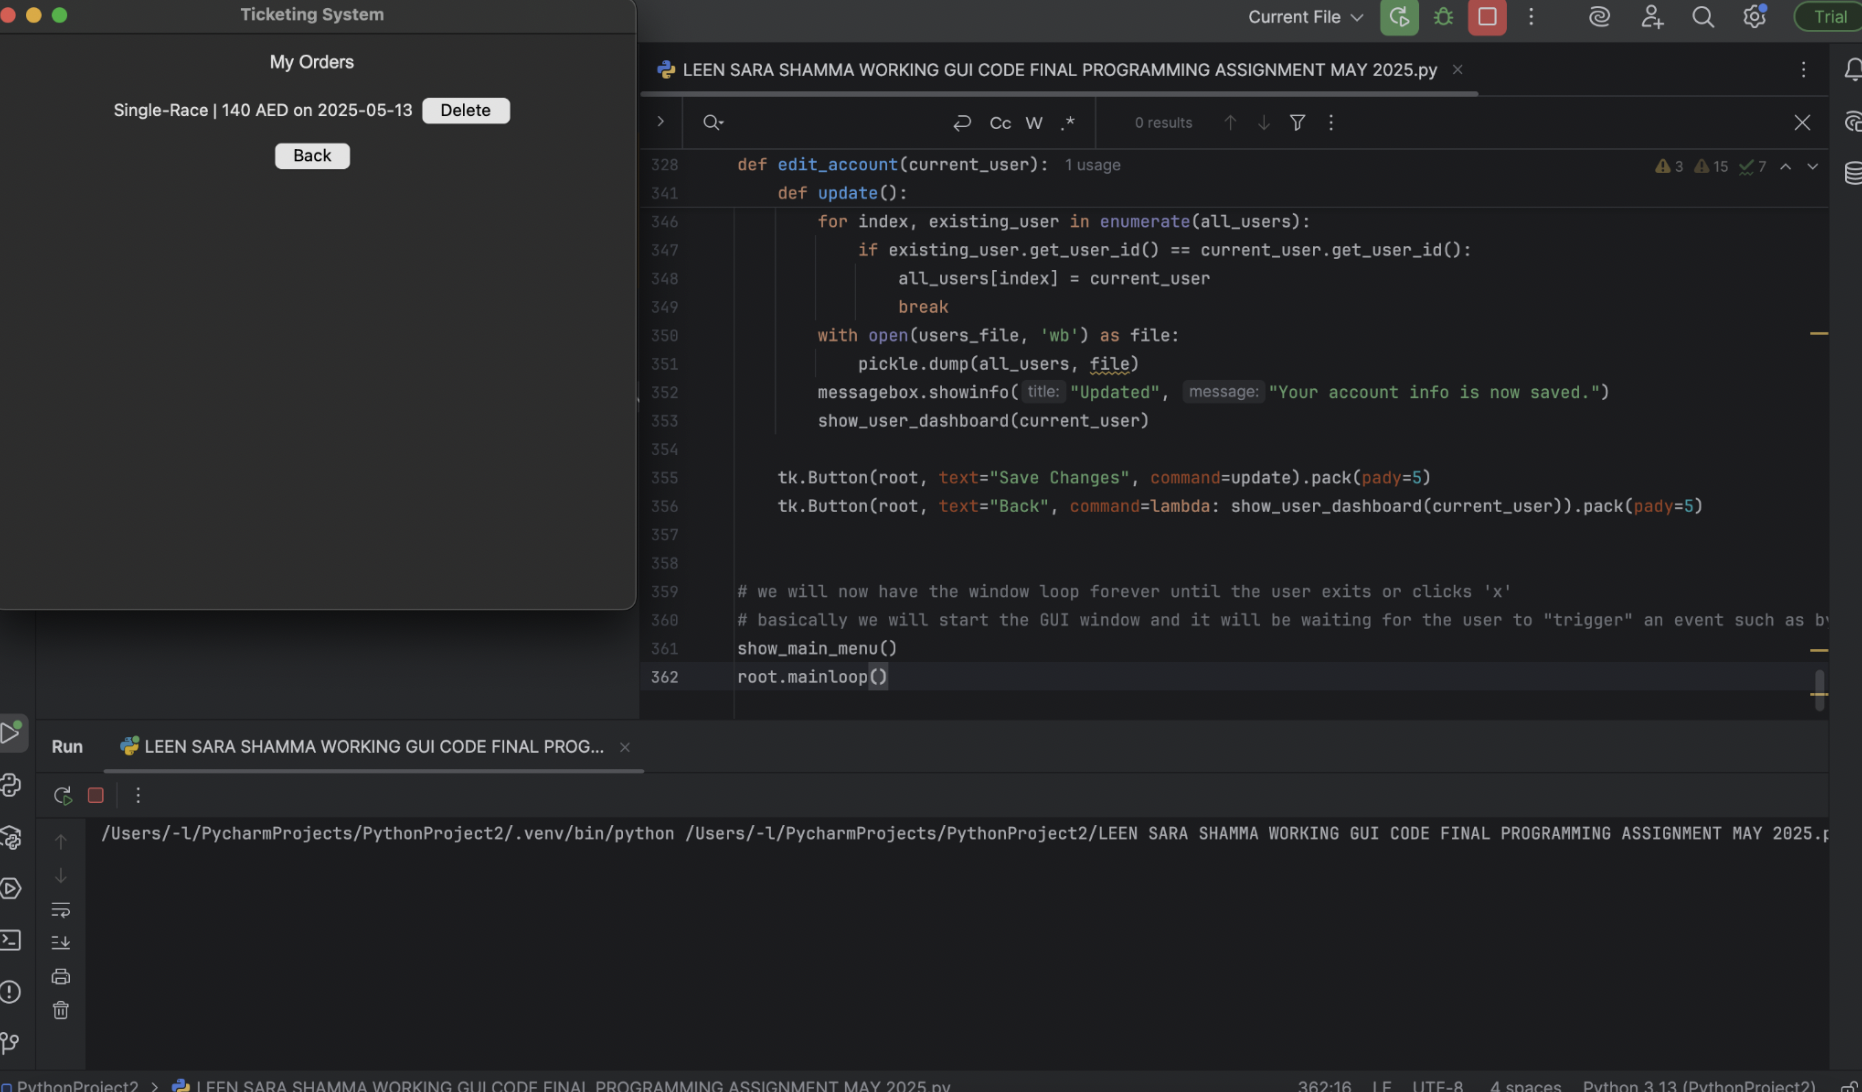 Ticketing System
My Orders
Single-Race | 140 AED on 2025-05-13 Delete
Back
Current File
Trial
LEEN SARA SHAMMA WORKING GUI CODE FINAL PROGRAMMING ASSIGNMENT MAY 2025.py
Cc W .* 0 results
328 def edit_account(current_user): 1 usage
3 15 7
341 def update():
346 for index, existing_user in enumerate(all_users):
347 if existing_user.get_user_id() == current_user.get_user_id():
348 all_users[index] = current_user
349 break
350 with open(users_file, 'wb') as file:
351 pickle.dump(all_users, file)
352 messagebox.showinfo( title: "Updated", message: "Your account info is now saved.")
353 show_user_dashboard(current_user)
354
355 tk.Button(root, text="Save Changes", command=update).pack(pady=5)
356 tk.Button(root, text="Back", command=lambda: show_user_dashboard(current_user)).pack(pady=5)
357
358
359 # we will now have the window loop forever until the user exits or clicks 'x'
360 # basically we will start the GUI window and it will be waiting for the user to "trigger" an event such as
361 show_main_menu()
362 root.mainloop()
Run LEEN SARA SHAMMA WORKING GUI CODE FINAL PROG...
/Users/-l/PycharmProjects/PythonProject2/.venv/bin/python /Users/-l/PycharmProjects/PythonProject2/LEEN SARA SHAMMA WORKING GUI CODE FINAL PROGRAMMING ASSIGNMENT MAY 2025.
PythonProject2 > LEEN SARA SHAMMA WORKING GUI CODE FINAL PROGRAMMING ASSIGNMENT MAY 2025.py
362:16 LF UTF-8 4 spaces Python 3.13 (PythonProject2)